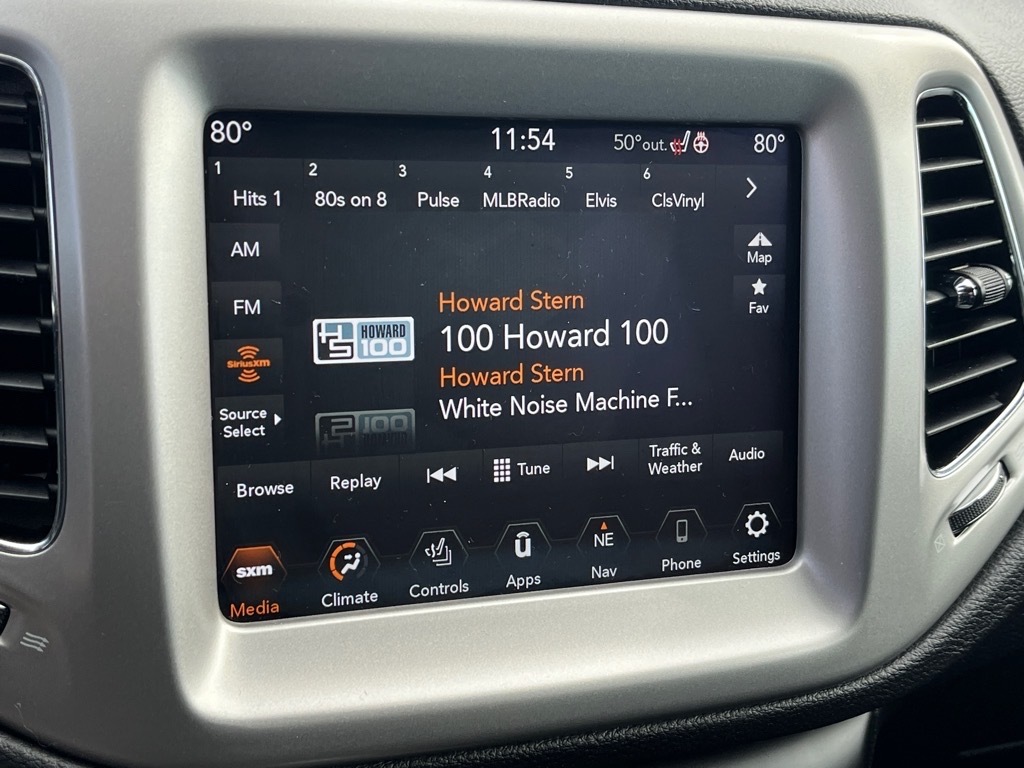 80° 11:54 50°out. 80°
1 2 3 4 5 6
Hits 1 80s on 8 Pulse MLBRadio Elvis ClsVinyl
AM
Map
FM
Fav
SiriusXM
Source
Select
HS HOWARD
100
Howard Stern
100 Howard 100
Howard Stern
White Noise Machine F...
100
Browse Replay Tune Traffic &
Weather Audio
sxm
Media
Climate
Controls
û
Apps
NE
Nav
Phone
Settings